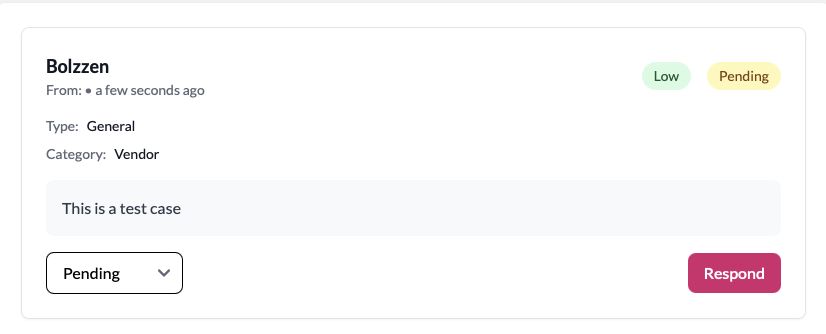 Bolzzen
Low
Pending
From: • a few seconds ago
Type: General
Category: Vendor
This is a test case
Pending
Respond